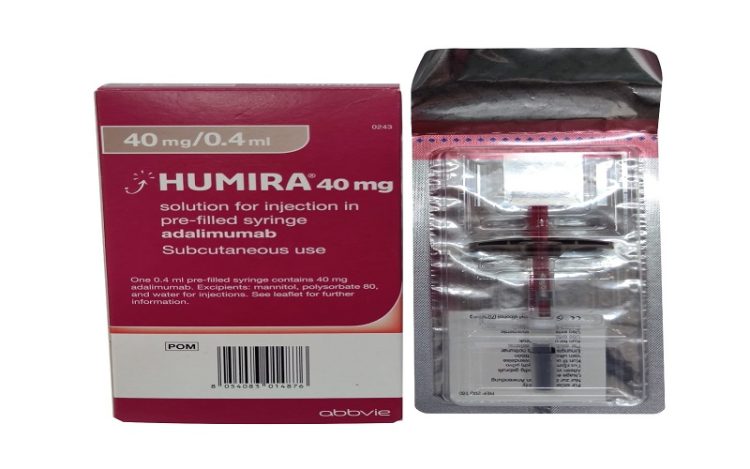 40 mg/0.4 ml
0243
HUMIRA® 40 mg
solution for injection in
pre-filled syringe
adalimumab
Subcutaneous use
One 0.4 ml pre-filled syringe contains 40 mg
adalimumab. Excipients: mannitol, polysorbate 80,
and water for injections. See leaflet for further
information.
POM
8 054083 014876
abbvie